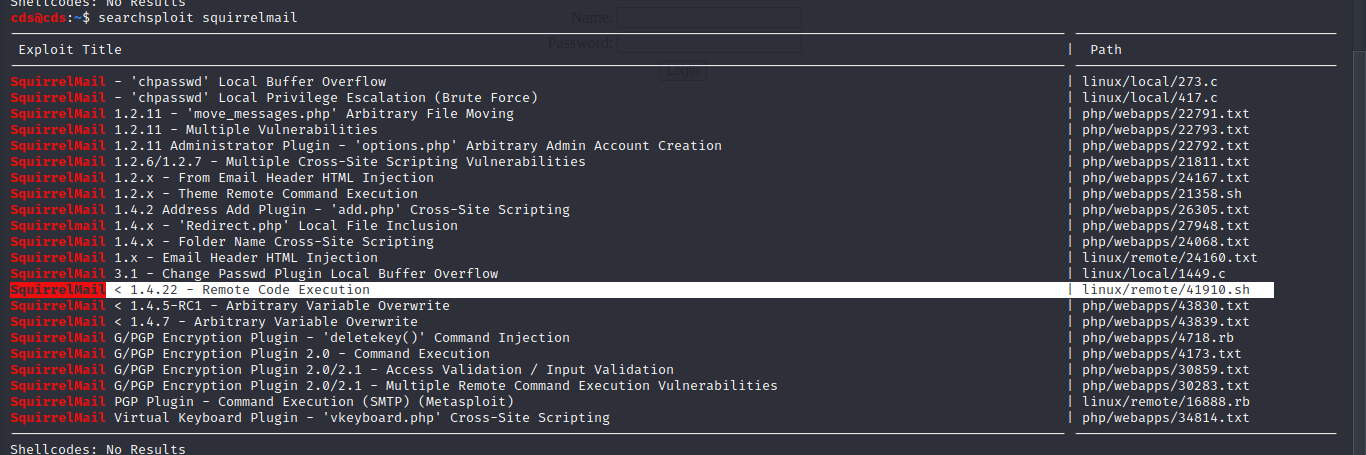 Shellcodes: No Results
cds@cds:~$ searchsploit squirrelmail
Name:
Password:
Login
Exploit Title | Path
SquirrelMail - 'chpasswd' Local Buffer Overflow | linux/local/273.c
SquirrelMail - 'chpasswd' Local Privilege Escalation (Brute Force) | linux/local/417.c
SquirrelMail 1.2.11 - 'move_messages.php' Arbitrary File Moving | php/webapps/22791.txt
SquirrelMail 1.2.11 - Multiple Vulnerabilities | php/webapps/22793.txt
SquirrelMail 1.2.11 Administrator Plugin - 'options.php' Arbitrary Admin Account Creation | php/webapps/22792.txt
SquirrelMail 1.2.6/1.2.7 - Multiple Cross-Site Scripting Vulnerabilities | php/webapps/21811.txt
SquirrelMail 1.2.x - From Email Header HTML Injection | php/webapps/24167.txt
SquirrelMail 1.2.x - Theme Remote Command Execution | php/webapps/21358.sh
SquirrelMail 1.4.2 Address Add Plugin - 'add.php' Cross-Site Scripting | php/webapps/26305.txt
Squirrelmail 1.4.x - 'Redirect.php' Local File Inclusion | php/webapps/27948.txt
SquirrelMail 1.4.x - Folder Name Cross-Site Scripting | php/webapps/24068.txt
SquirrelMail 1.x - Email Header HTML Injection | linux/remote/24160.txt
SquirrelMail 3.1 - Change Passwd Plugin Local Buffer Overflow | linux/local/1449.c
SquirrelMail < 1.4.22 - Remote Code Execution | linux/remote/41910.sh
SquirrelMail < 1.4.5-RC1 - Arbitrary Variable Overwrite | php/webapps/43830.txt
SquirrelMail < 1.4.7 - Arbitrary Variable Overwrite | php/webapps/43839.txt
SquirrelMail G/PGP Encryption Plugin - 'deletekey()' Command Injection | php/webapps/4718.rb
SquirrelMail G/PGP Encryption Plugin 2.0 - Command Execution | php/webapps/4173.txt
SquirrelMail G/PGP Encryption Plugin 2.0/2.1 - Access Validation / Input Validation | php/webapps/30859.txt
SquirrelMail G/PGP Encryption Plugin 2.0/2.1 - Multiple Remote Command Execution Vulnerabilities | php/webapps/30283.txt
SquirrelMail PGP Plugin - Command Execution (SMTP) (Metasploit) | linux/remote/16888.rb
SquirrelMail Virtual Keyboard Plugin - 'vkeyboard.php' Cross-Site Scripting | php/webapps/34814.txt
Shellcodes: No Results